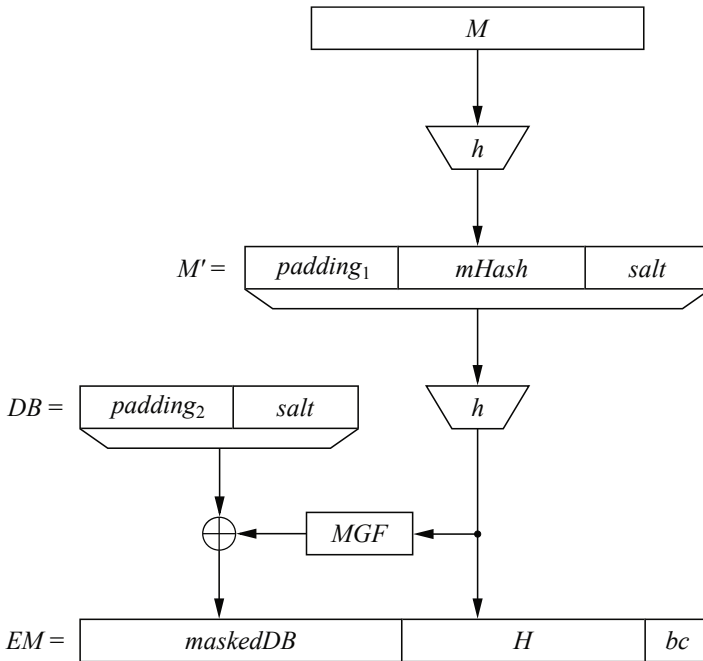 M
h
M' = padding₁ mHash salt
DB = padding₂ salt h
MGF
EM = maskedDB H bc